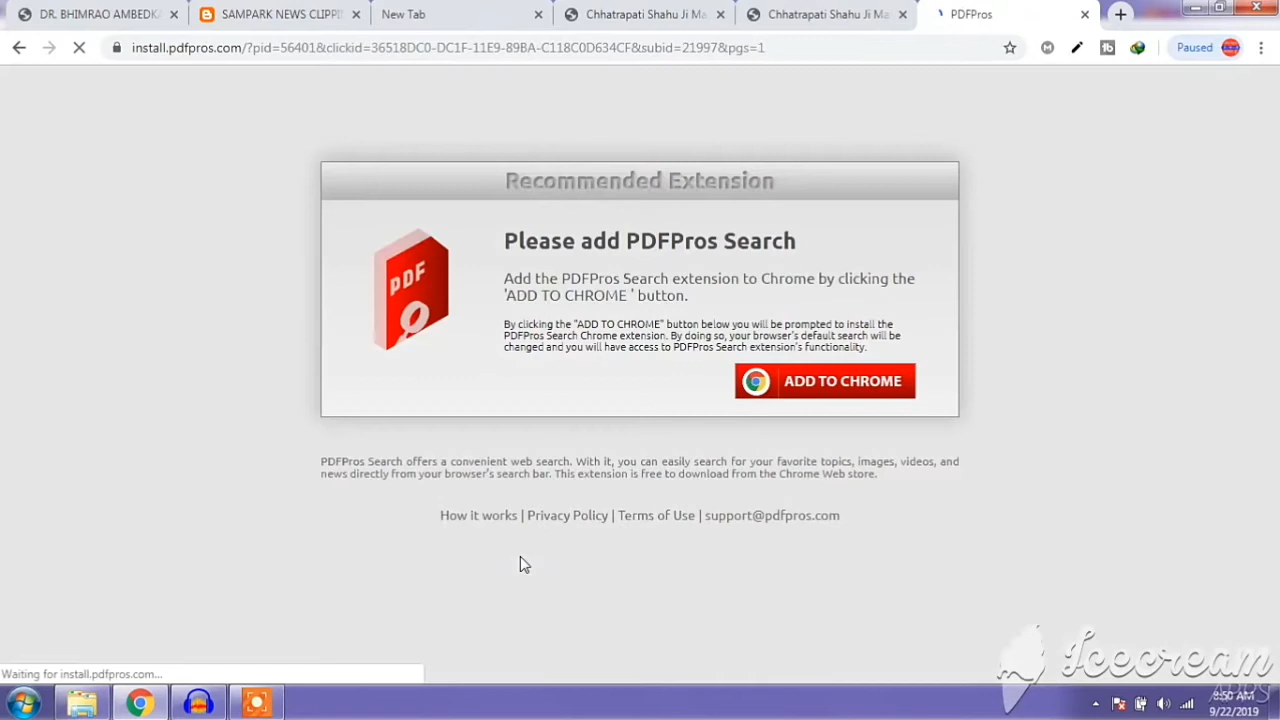 DR. BHIMRAO AMBEDKA
SAMPARK NEWS CLIPPI
New Tab
Chhatrapati Shahu Ji Ma
Chhatrapati Shahu Ji Ma
PDFPros
install.pdfpros.com/?pid=56401&clickid=36518DC0-DC1F-11E9-89BA-C118C0D634CF&subid=21997&pgs=1
Paused
Recommended Extension
PDF
Please add PDFPros Search
Add the PDFPros Search extension to Chrome by clicking the
'ADD TO CHROME ' button.
By clicking the "ADD TO CHROME" button below you will be prompted to install the
PDFPros Search Chrome extension. By doing so, your browser's default search will be
changed and you will have access to PDFPros Search extension's functionality.
ADD TO CHROME
PDFPros Search offers a convenient web search. With it, you can easily search for your favorite topics, images, videos, and
news directly from your browser's search bar. This extension is free to download from the Chrome Web store.
How it works | Privacy Policy | Terms of Use | support@pdfpros.com
Icecream
APPS
Waiting for install.pdfpros.com...
8:50 AM
9/22/2019